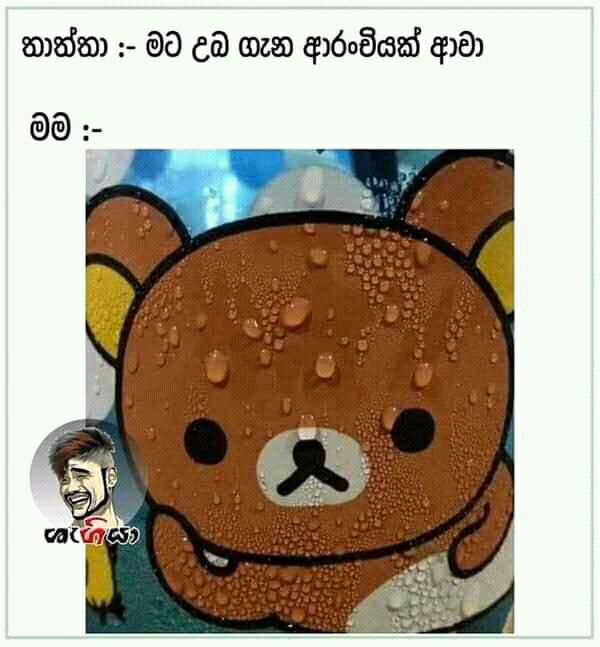 තාත්තා :- මට උබ ගැන ආරංචියක් ආවා
මම :-
ශැගියා